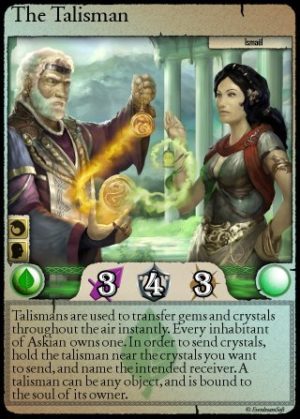 The Talisman
Ismaël
3 4 3
Talismans are used to transfer gems and crystals
throughout the air instantly. Every inhabitant
of Askian owns one. In order to send crystals,
hold the talisman near the crystals you want
to send, and name the intended receiver. A
talisman can be any object, and is bound to
the soul of its owner.
© EverdreamSoft